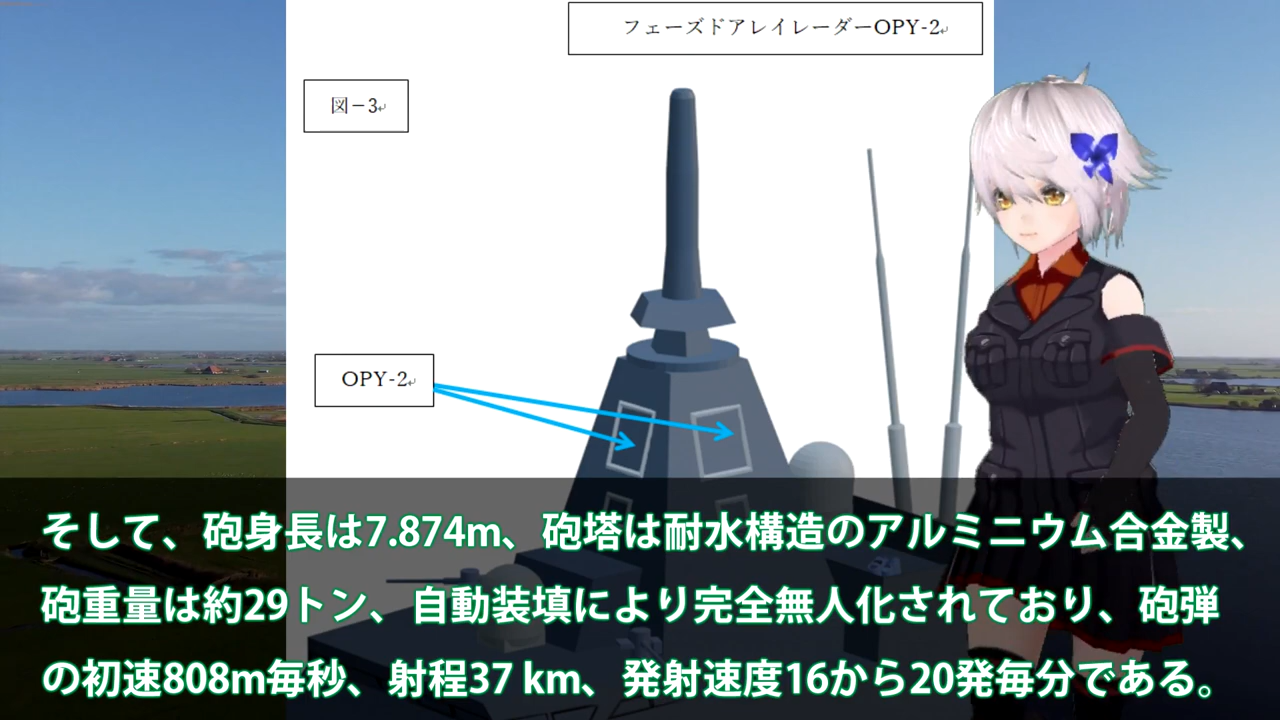 フェーズドアレイレーダーOPY-2
図－3
OPY-2
そして、砲身長は7.874m、砲塔は耐水構造のアルミニウム合金製、
砲重量は約29トン、自動装填により完全無人化されており、砲弾
の初速808m毎秒、射程37 km、発射速度16から20発毎分である。